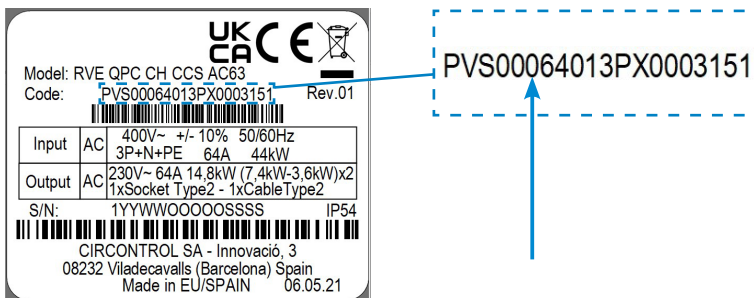 UK
CA CE
Model: RVE QPC CH CCS AC63
Code: PVS00064013PX0003151 Rev.01
Input AC 400V~ +/- 10% 50/60Hz
3P+N+PE 64A 44kW
Output AC 230V~ 64A 14,8kW (7,4kW-3,6kW)x2
1xSocket Type2 - 1xCableType2
S/N: 1YYWWOOOOOSSSS IP54
CIRCONTROL SA - Innovació, 3
08232 Viladecavalls (Barcelona) Spain
Made in EU/SPAIN 06.05.21
PVS00064013PX0003151